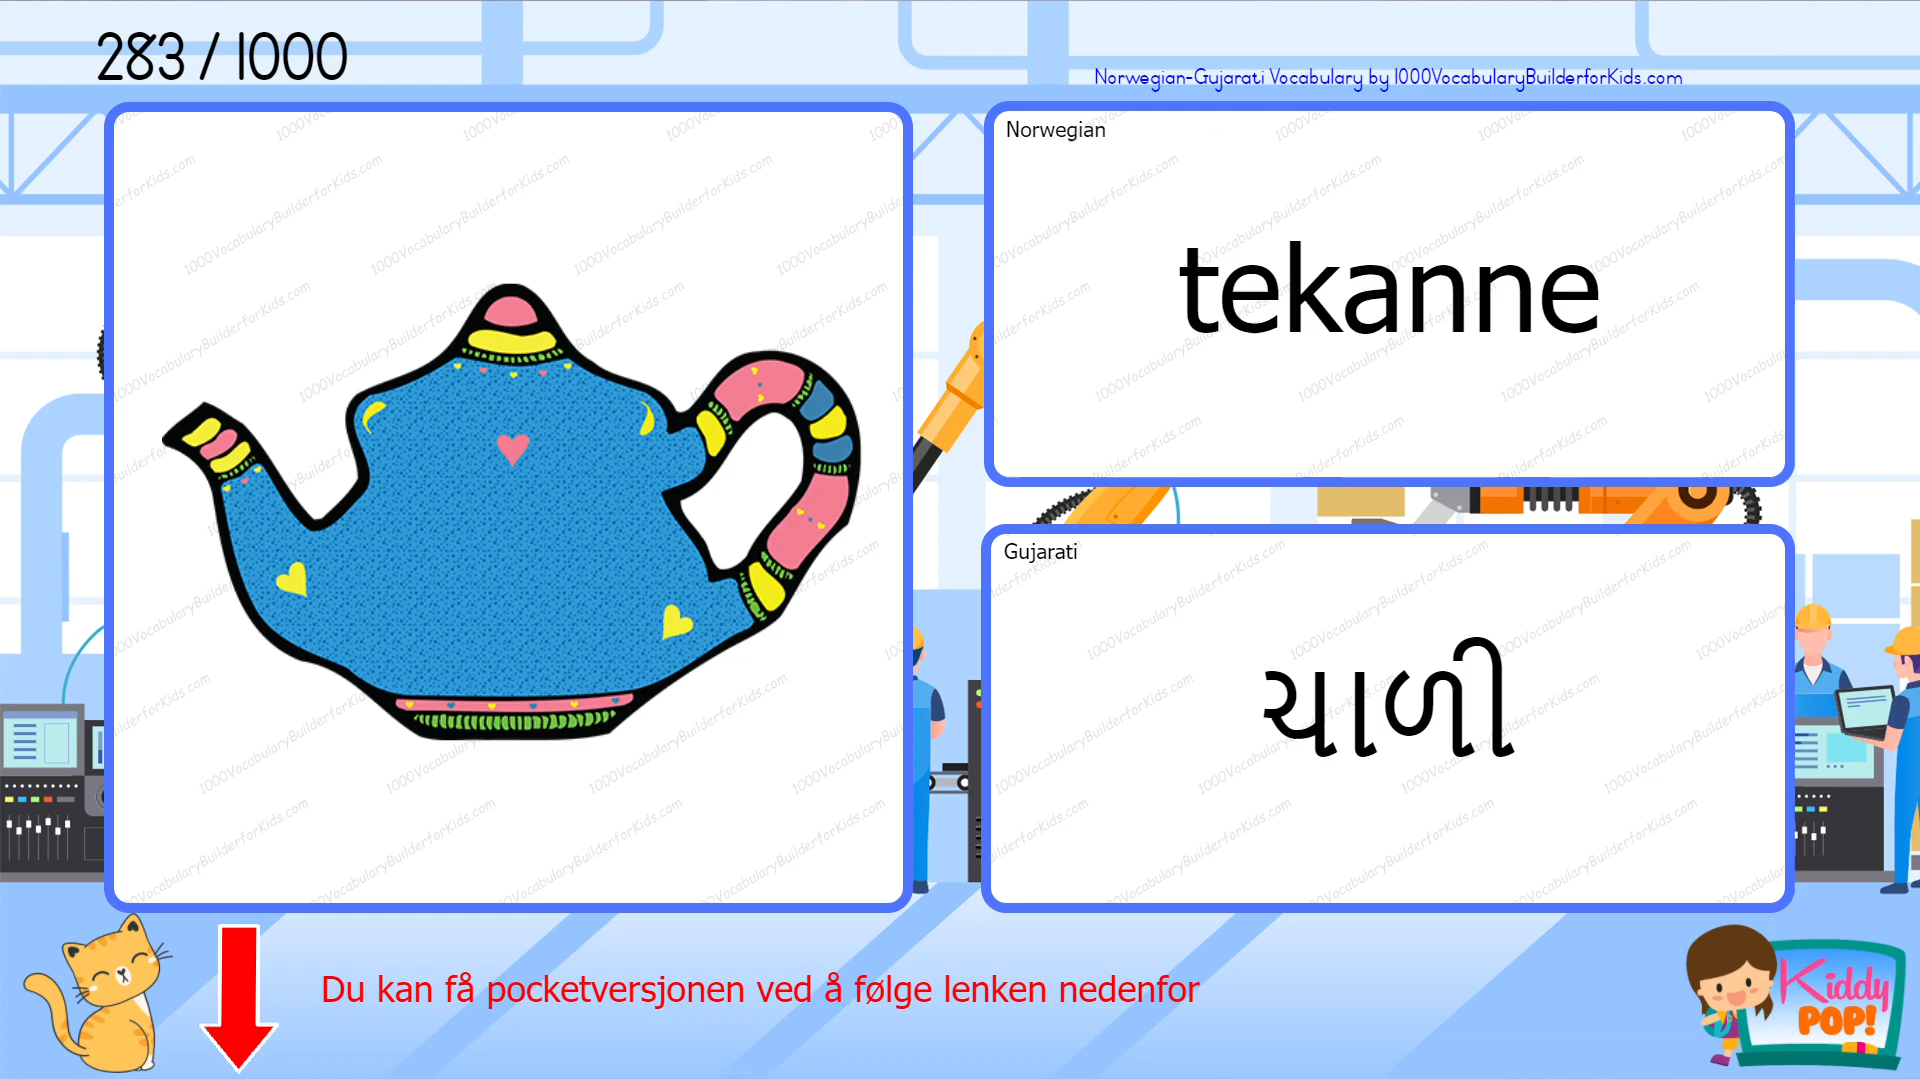 283 / 1000
Norwegian-Gujarati Vocabulary by 1000VocabularyBuilderforKids.com
Norwegian
tekanne
Gujarati
ચાળી
Du kan få pocketversjonen ved å følge lenken nedenfor
Kiddy
POP!